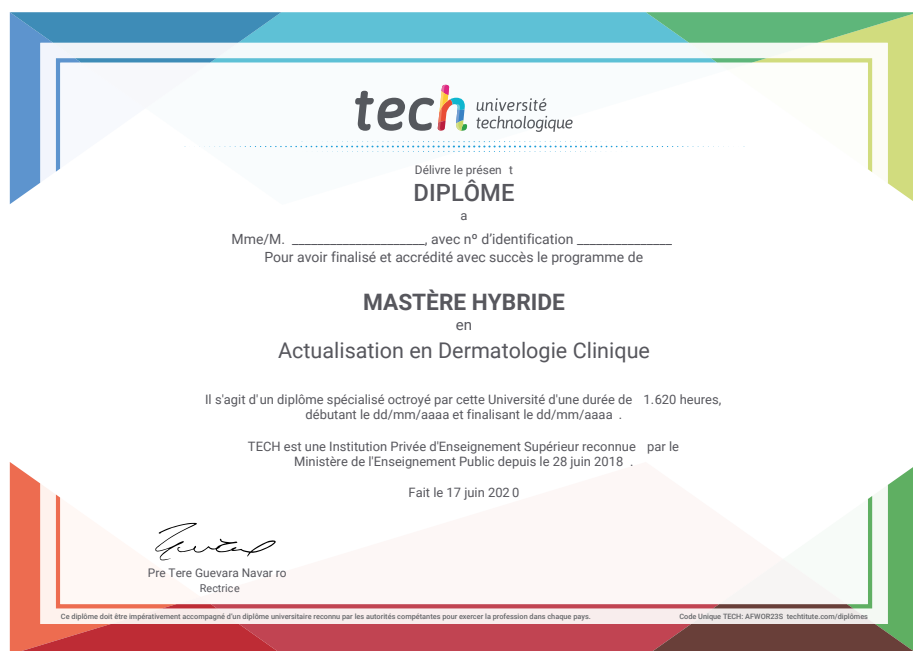 tech université
technologique
Délivre le présen t
DIPLÔME
a
Mme/M. ____________________, avec nº d'identification ______________
Pour avoir finalisé et accrédité avec succès le programme de
MASTÈRE HYBRIDE
en
Actualisation en Dermatologie Clinique
Il s'agit d'un diplôme spécialisé octroyé par cette Université d'une durée de 1.620 heures,
débutant le dd/mm/aaaa et finalisant le dd/mm/aaaa .
TECH est une Institution Privée d'Enseignement Supérieur reconnue par le
Ministère de l'Enseignement Public depuis le 28 juin 2018 .
Fait le 17 juin 202 0
Pre Tere Guevara Navar ro
Rectrice
Ce diplôme doit être impérativement accompagné d'un diplôme universitaire reconnu par les autorités compétantes pour exercer la profession dans chaque pays. Code Unique TECH: AFWOR23S techtitute.com/diplômes